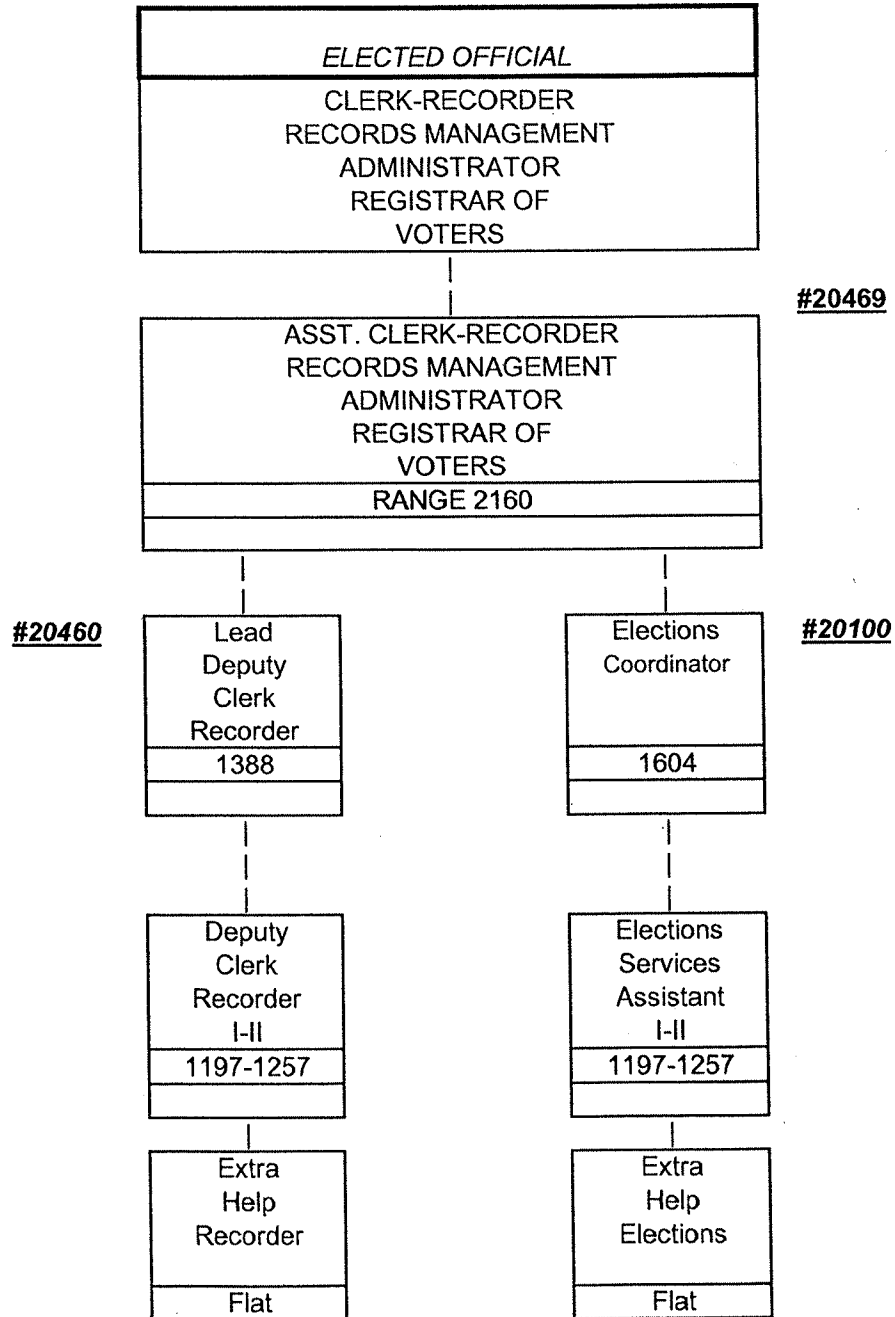 ELECTED OFFICIAL
CLERK-RECORDER
RECORDS MANAGEMENT
ADMINISTRATOR
REGISTRAR OF
VOTERS
#20469
ASST. CLERK-RECORDER
RECORDS MANAGEMENT
ADMINISTRATOR
REGISTRAR OF
VOTERS
RANGE 2160
#20460
Lead
Deputy
Clerk
Recorder
1388
Elections
Coordinator
1604
#20100
Deputy
Clerk
Recorder
I-II
1197-1257
Elections
Services
Assistant
I-II
1197-1257
Extra
Help
Recorder
Flat
Extra
Help
Elections
Flat